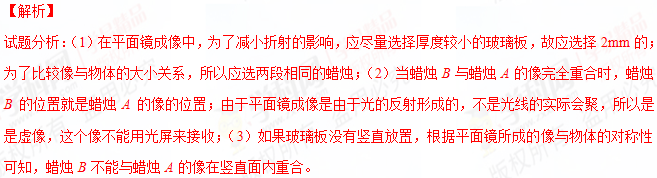 【解析】
试题分析：（1）在平面镜成像中，为了减小折射的影响，应尽量选择厚度较小的玻璃板，故应选择 2mm 的；
为了比较像与物体的大小关系，所以应选两段相同的蜡烛；（2）当蜡烛 B 与蜡烛 A 的像完全重合时，蜡烛
B 的位置就是蜡烛 A 的像的位置；由于平面镜成像是由于光的反射形成的，不是光线的实际会聚，所以是
是虚像，这个像不能用光屏来接收；（3）如果玻璃板没有竖直放置，根据平面镜所成的像与物体的对称性
可知，蜡烛 B 不能与蜡烛 A 的像在竖直面内重合。